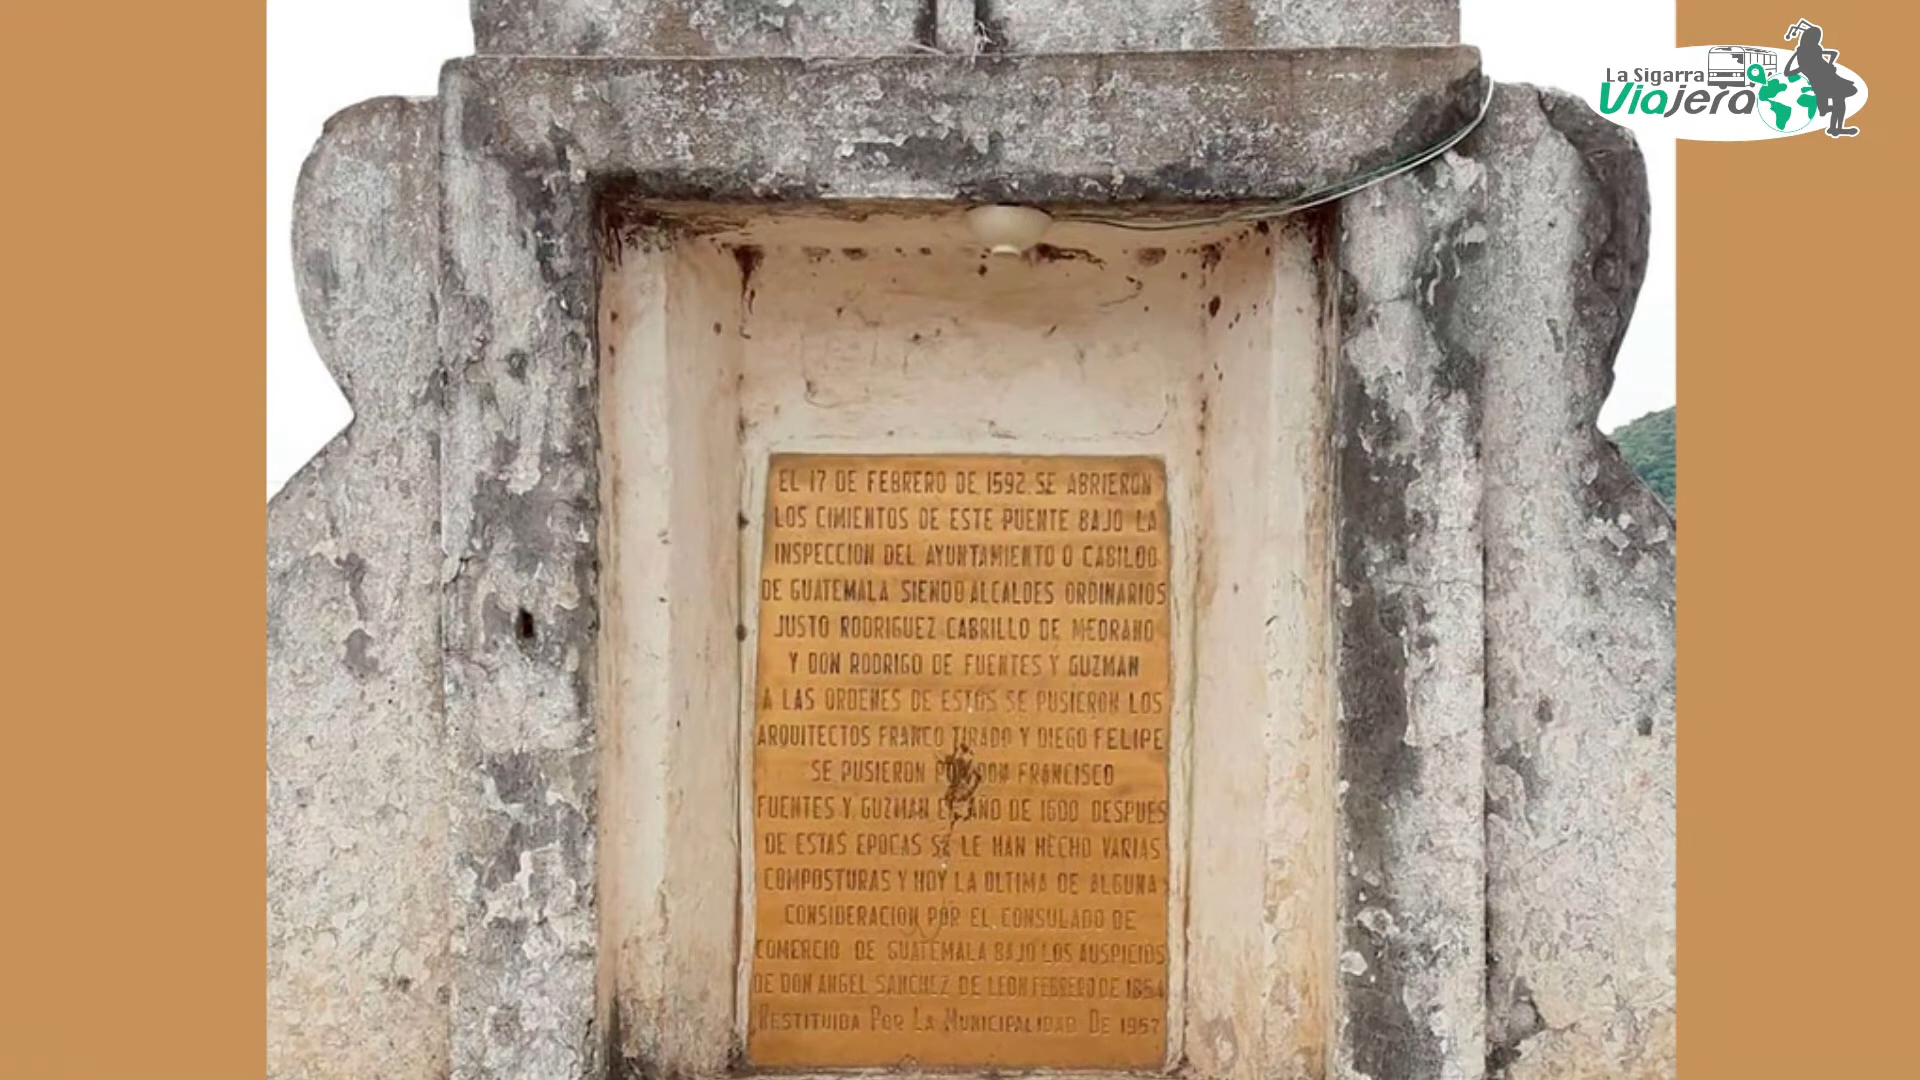 La Sigarra
Viajera
EL 17 DE FEBRERO DE 1592. SE ABRIERON
LOS CIMIENTOS DE ESTE PUENTE BAJO LA
INSPECCION DEL AYUNTAMIENTO O CABILDO
DE GUATEMALA SIENDO ALCALDES ORDINARIOS
JUSTO RODRIGUEZ CABRILLO DE MEDRANO
Y DON RODRIGO DE FUENTES Y GUZMAN
A LAS ORDENES DE ESTOS SE PUSIERON LOS
ARQUITECTOS FRANCO TIRADO Y DIEGO FELIPE
SE PUSIERON POR DON FRANCISCO
FUENTES Y GUZMAN EL AÑO DE 1600 DESPUES
DE ESTAS EPOCAS SE LE HAN HECHO VARIAS
COMPOSTURAS Y HOY LA ULTIMA DE ALGUNA
CONSIDERACION POR EL CONSULADO DE
COMERCIO DE GUATEMALA BAJO LOS AUSPICIOS
DE DON ANGEL SANCHEZ DE LEON FEBRERO DE
RESTITUIDA POR LA MUNICIPALIDAD DE 1957